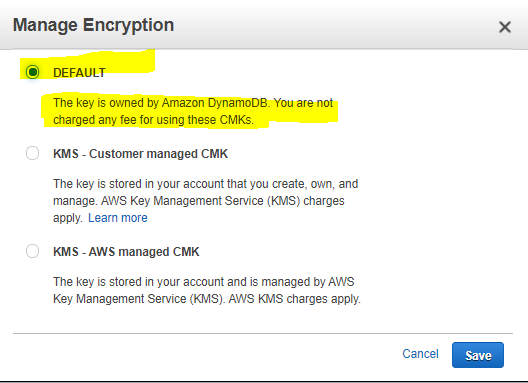 Manage Encryption
DEFAULT
The key is owned by Amazon DynamoDB. You are not
charged any fee for using these CMKs.
KMS - Customer managed CMK
The key is stored in your account that you create, own, and
manage. AWS Key Management Service (KMS) charges
apply. Learn more
KMS - AWS managed CMK
The key is stored in your account and is managed by AWS
Key Management Service (KMS). AWS KMS charges apply.
Cancel Save